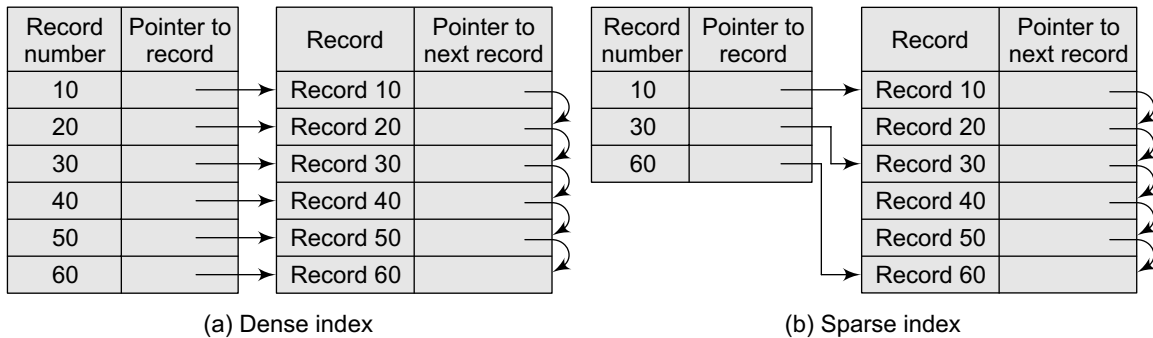 Record number Pointer to record
10
20
30
40
50
60
Record Pointer to next record
Record 10
Record 20
Record 30
Record 40
Record 50
Record 60
(a) Dense index
Record number Pointer to record
10
30
60
Record Pointer to next record
Record 10
Record 20
Record 30
Record 40
Record 50
Record 60
(b) Sparse index